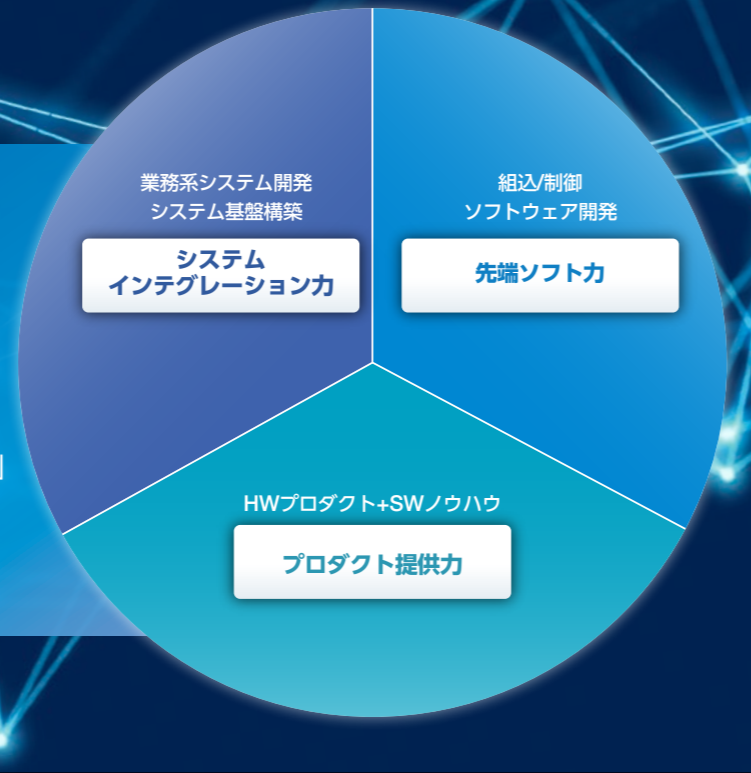 業務系システム開発
システム基盤構築
システム
インテグレーション力
組込/制御
ソフトウェア開発
先端ソフト力
HWプロダクト+SWノウハウ
プロダクト提供力